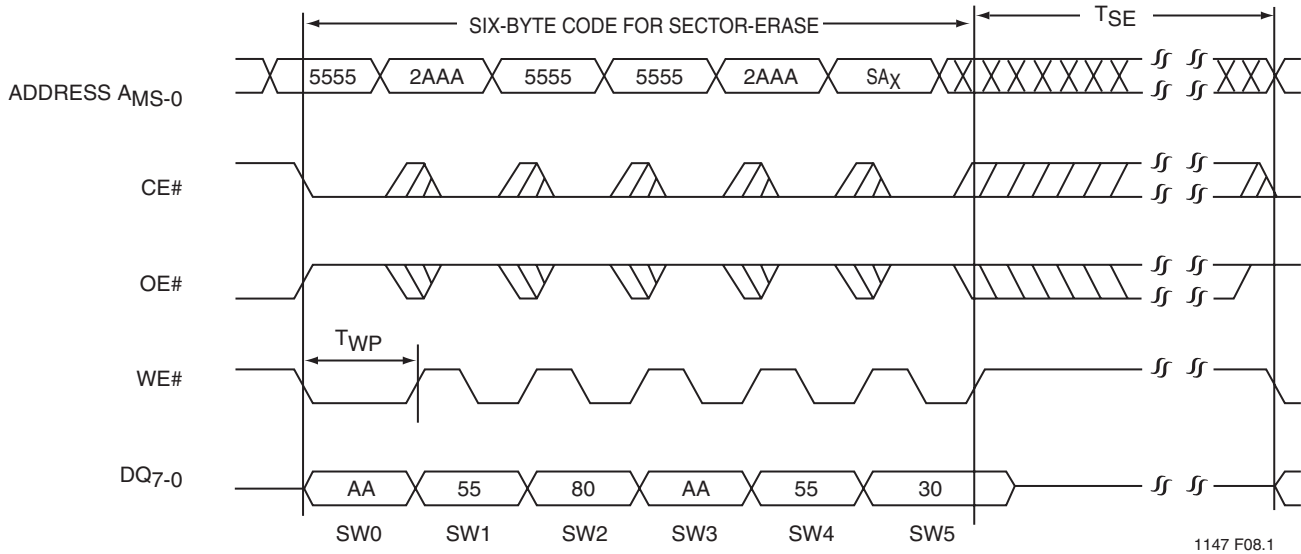 SIX-BYTE CODE FOR SECTOR-ERASE TSE
ADDRESS AMS-0 5555 2AAA 5555 5555 2AAA SAX
CE#
OE#
TWP
WE#
DQ7-0 AA 55 80 AA 55 30
SW0 SW1 SW2 SW3 SW4 SW5
1147 F08.1